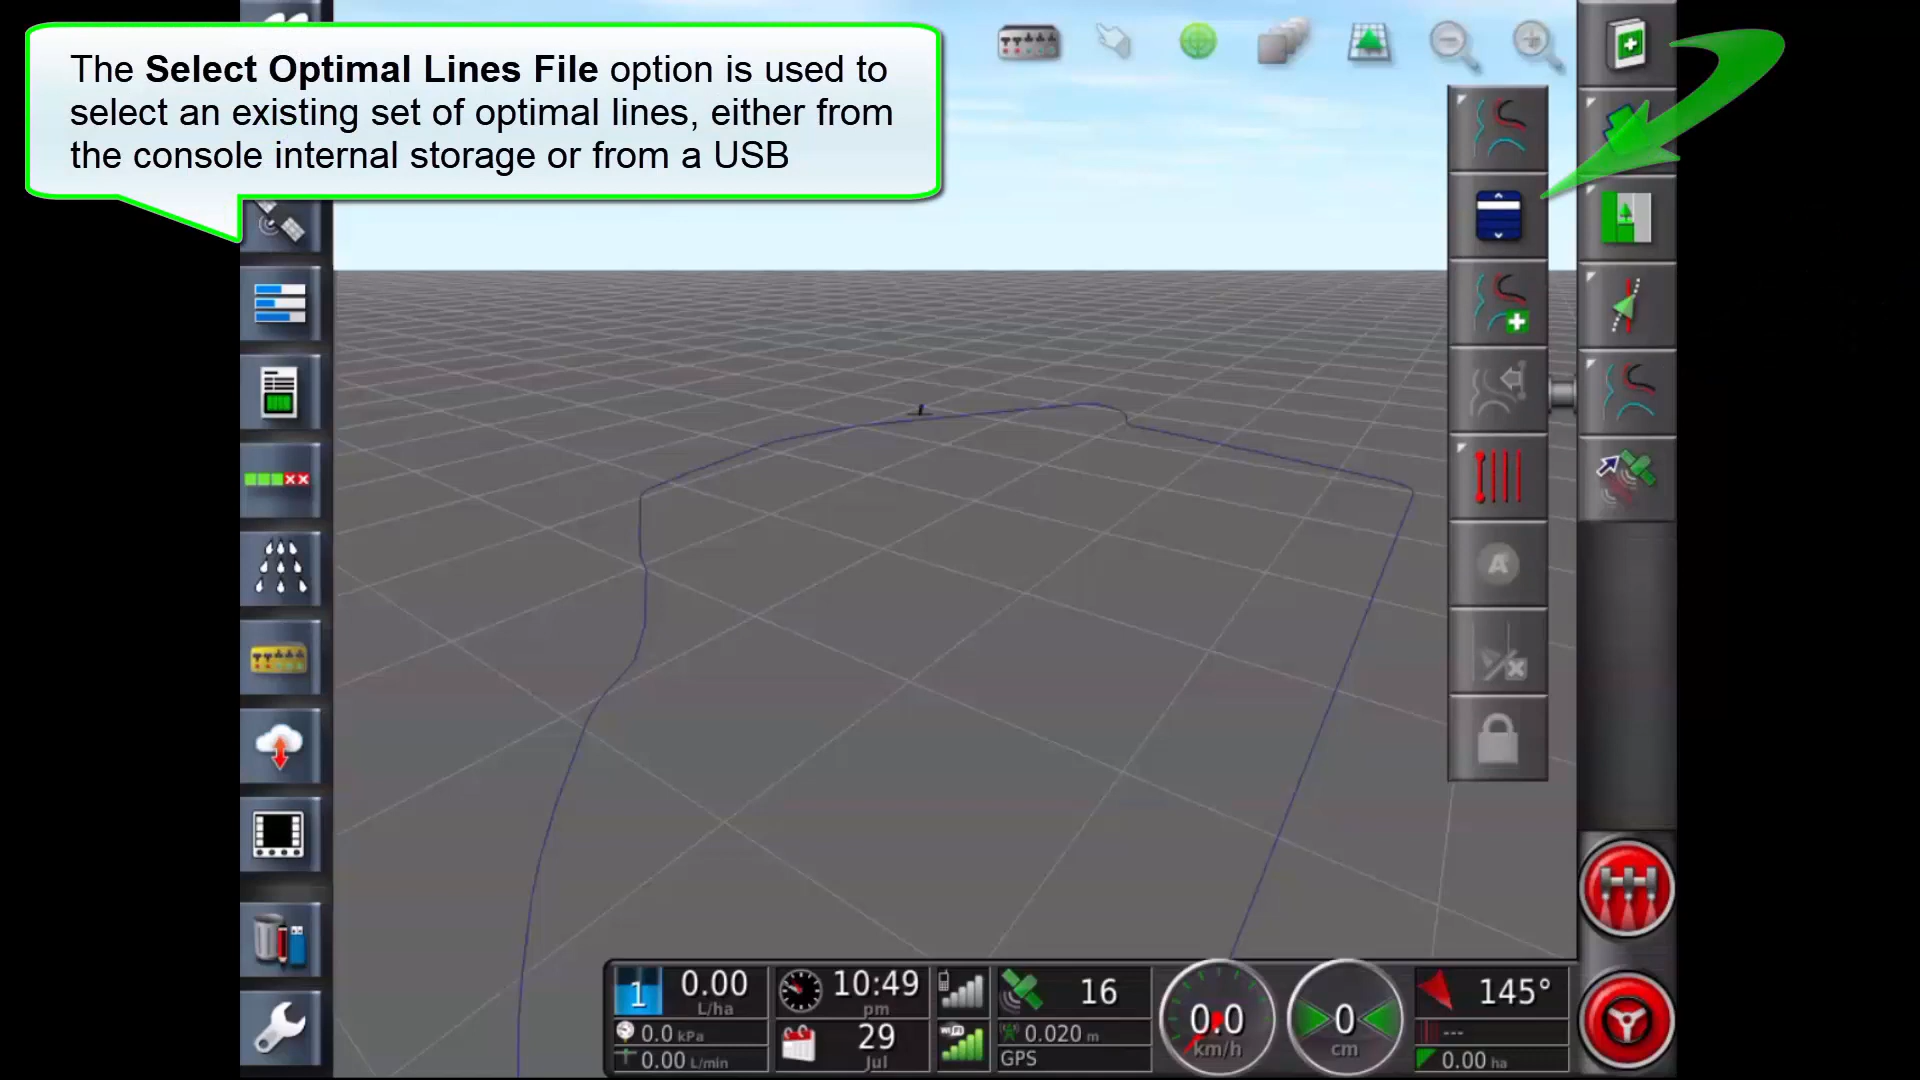 The Select Optimal Lines File option is used to
select an existing set of optimal lines, either from
the console internal storage or from a USB
A
1
0.00
L/ha
0.0 kPa
0.00 L/min
10:49
pm
29
Jul
WiFi
16
0.020 m
GPS
0.0
km/h
0
cm
145°
---
0.00 ha